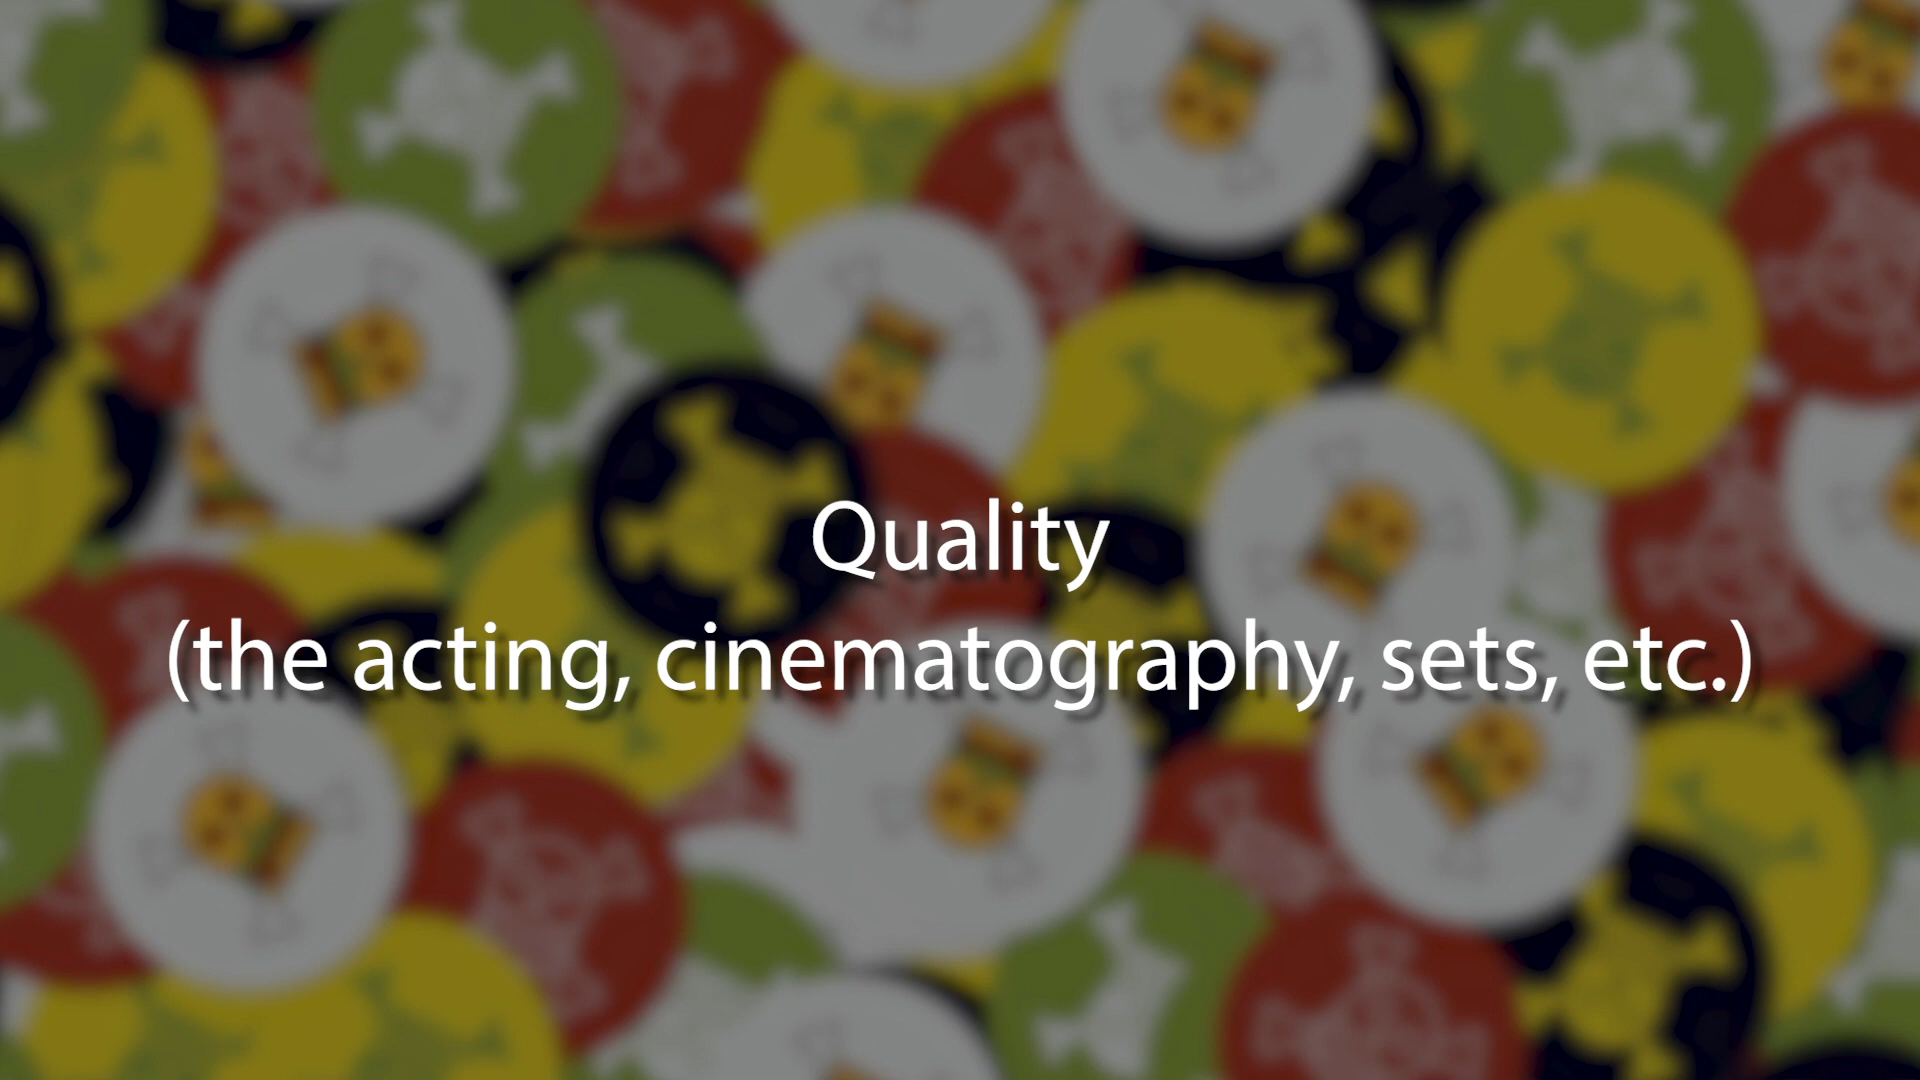 Quality
(the acting, cinematography, sets, etc.)